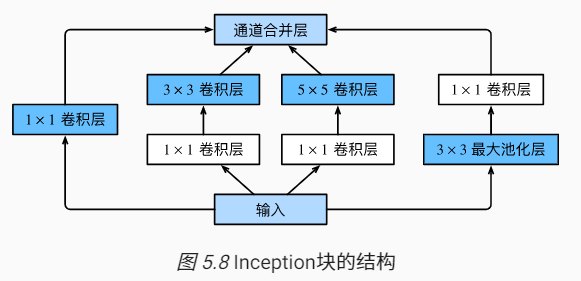 通道合并层
3 × 3 卷积层
5 × 5 卷积层
1 × 1 卷积层
1 × 1 卷积层
1 × 1 卷积层
1 × 1 卷积层
3 × 3 最大池化层
输入
图 5.8 Inception块的结构